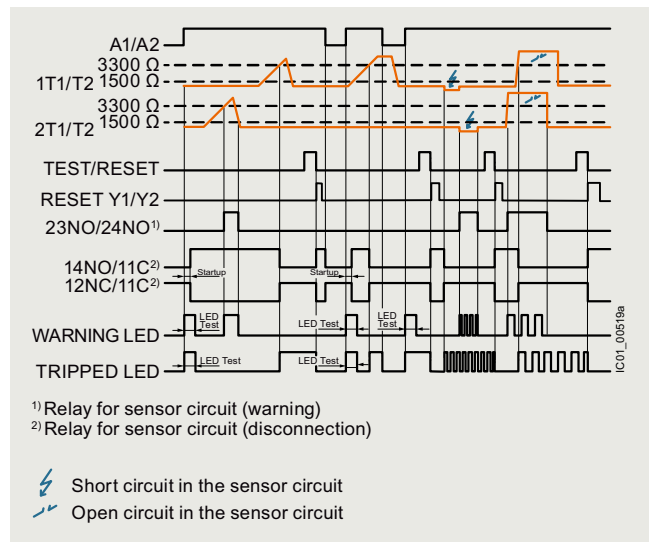 A1/A2
3300 Ω
1T1/T2 1500 Ω
3300 Ω
2T1/T2 1500 Ω
TEST/RESET
RESET Y1/Y2
23NO/24NO1)
14NO/11C2)
Startup
Startup
12NC/11C2)
WARNING LED
LED Test
LED Test
LED Test
TRIPPED LED
LED Test
LED Test
IC01_00519a
1) Relay for sensor circuit (warning)
2) Relay for sensor circuit (disconnection)
Short circuit in the sensor circuit
Open circuit in the sensor circuit